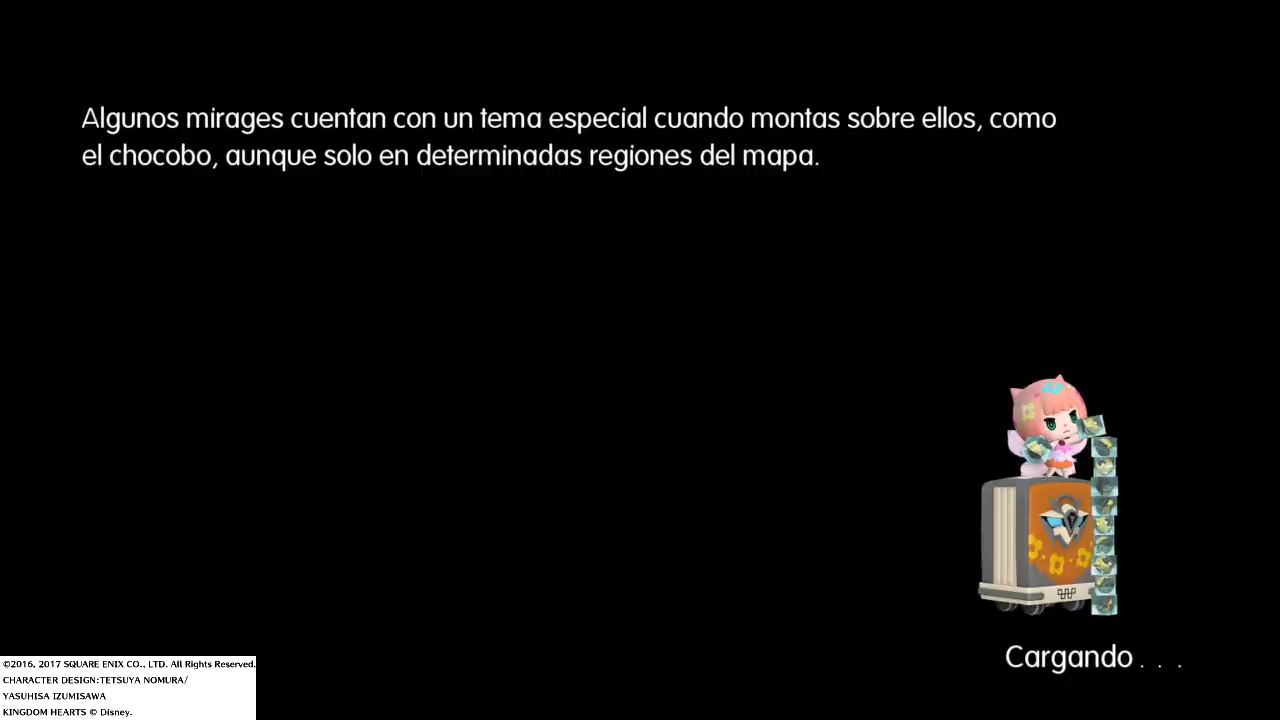 Algunos mirages cuentan con un tema especial cuando montas sobre ellos, como
el chocobo, aunque solo en determinadas regiones del mapa.
Cargando . . .
©2016, 2017 SQUARE ENIX CO., LTD. All Rights Reserved.
CHARACTER DESIGN:TETSUYA NOMURA/
YASUHISA IZUMISAWA
KINGDOM HEARTS © Disney.